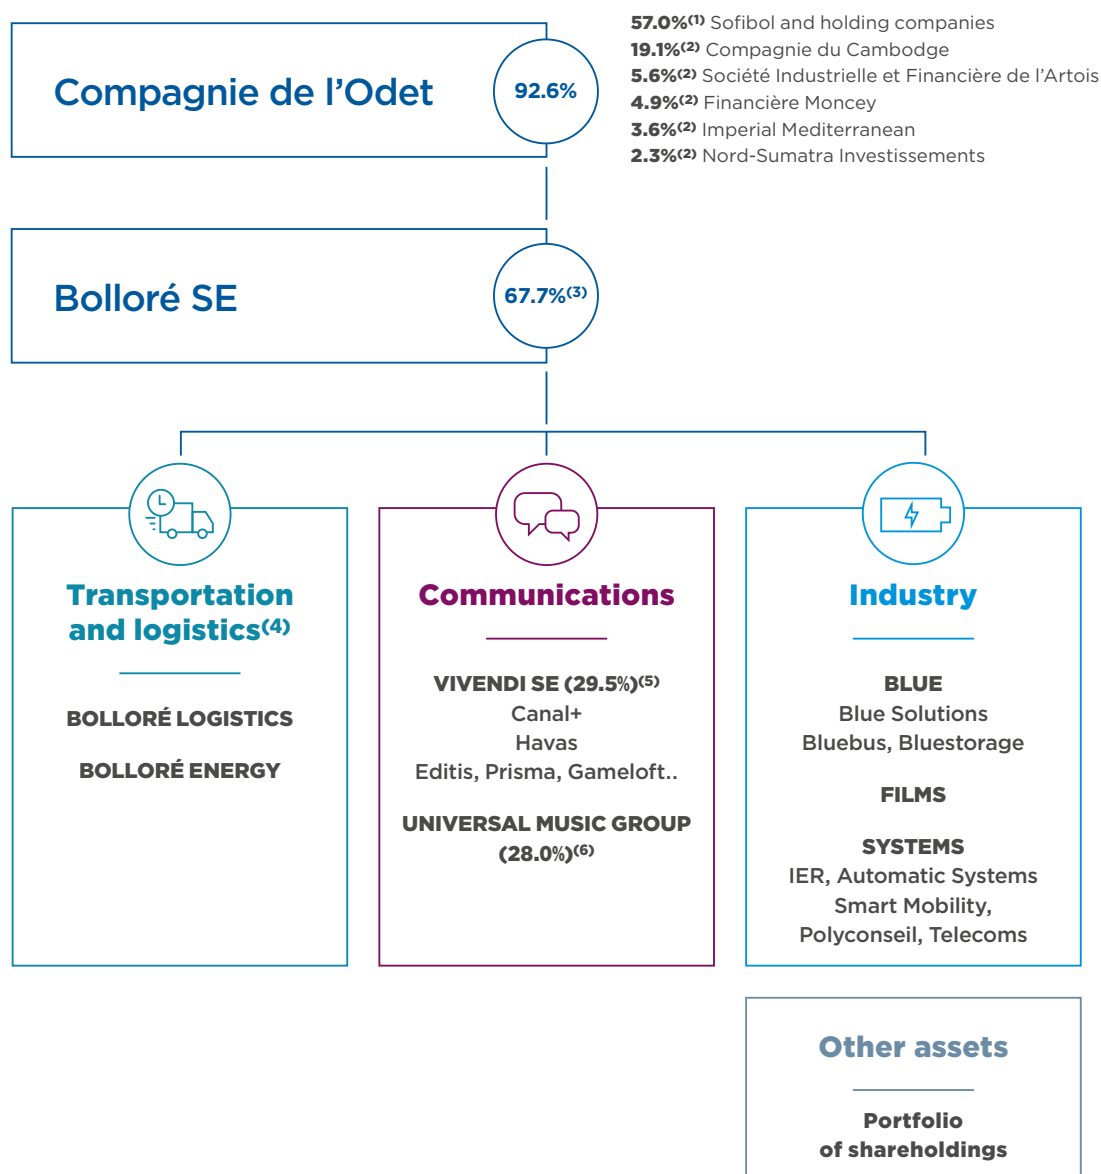 Compagnie de l’Odet
92.6%
57.0%(1) Sofibol and holding companies
19.1%(2) Compagnie du Cambodge
5.6%(2) Société Industrielle et Financière de l’Artois
4.9%(2) Financière Moncey
3.6%(2) Imperial Mediterranean
2.3%(2) Nord-Sumatra Investissements
Bolloré SE
67.7%(3)
Transportation
and logistics(4)
BOLLORÉ LOGISTICS
BOLLORÉ ENERGY
Communications
VIVENDI SE (29.5%)(5)
Canal+
Havas
Editis, Prisma, Gameloft..
UNIVERSAL MUSIC GROUP
(28.0%)(6)
Industry
BLUE
Blue Solutions
Bluebus, Bluestorage
FILMS
SYSTEMS
IER, Automatic Systems
Smart Mobility,
Polyconseil, Telecoms
Other assets
Portfolio
of shareholdings